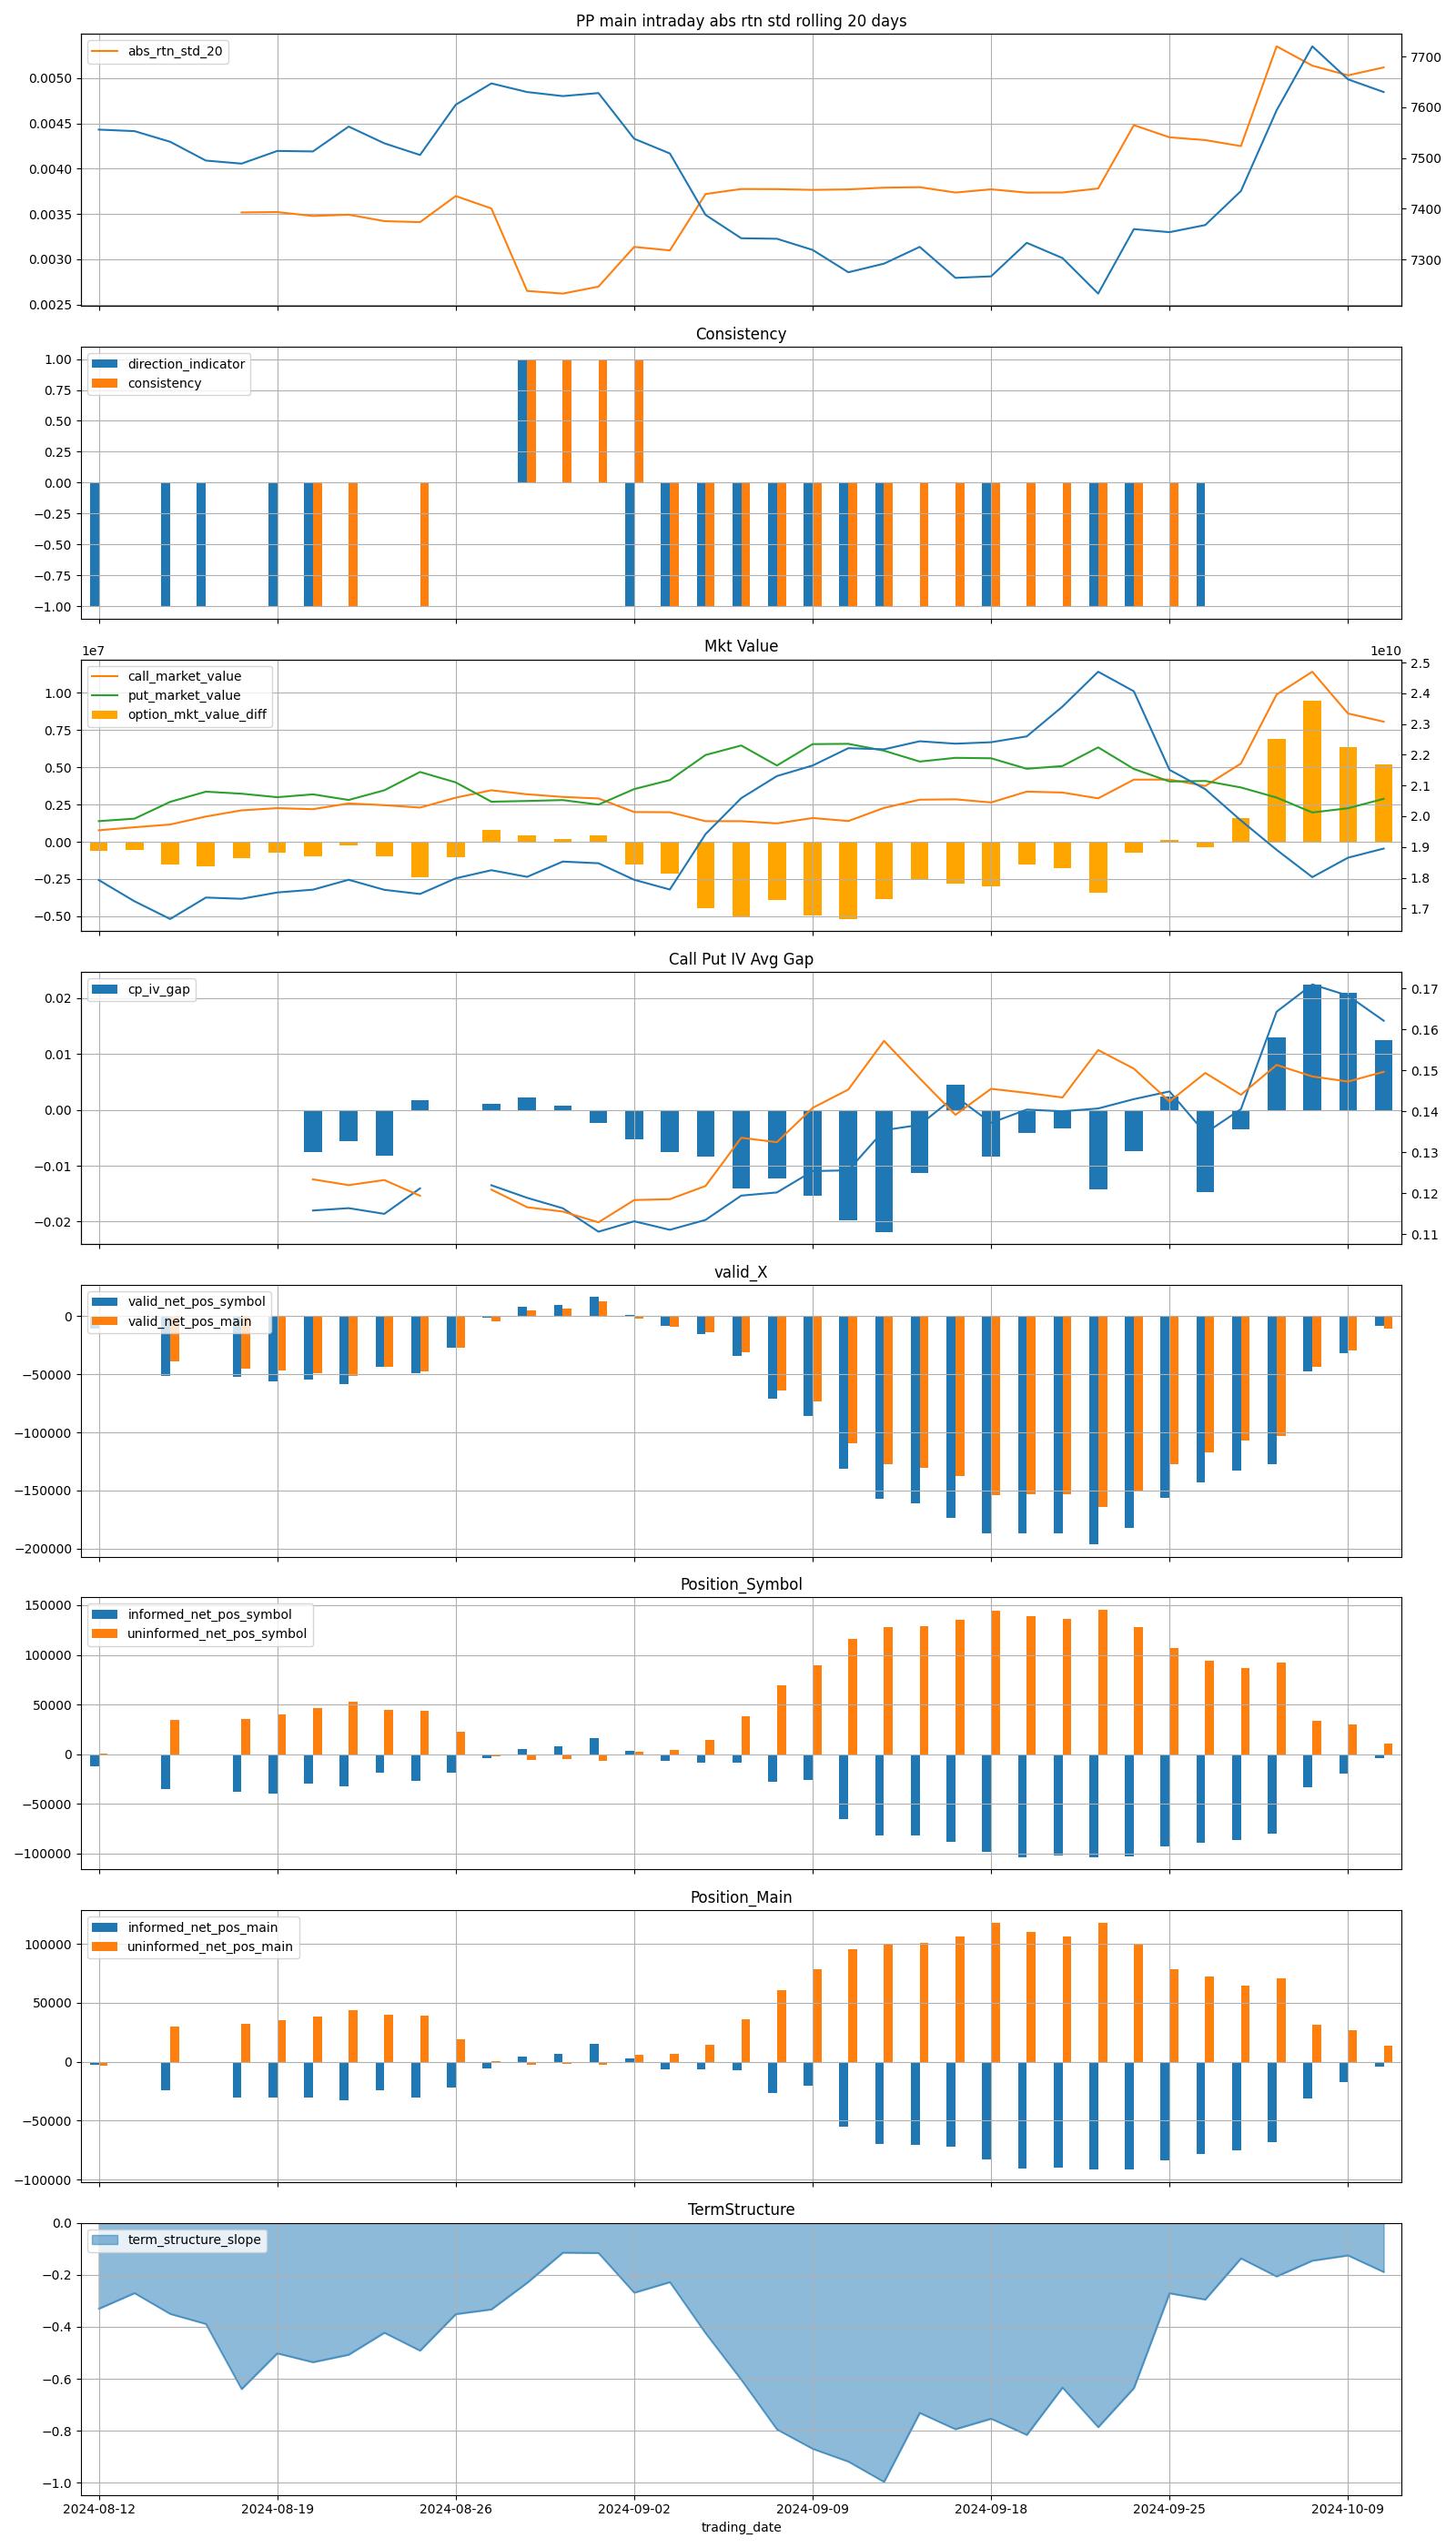 PP main intraday abs rtn std rolling 20 days
abs_rtn_std_20
0.0050
0.0045
0.0040
0.0035
0.0030
0.0025
7700
7600
7500
7400
7300
Consistency
direction_indicator
consistency
1.00
0.75
0.50
0.25
0.00
−0.25
−0.50
−0.75
−1.00
Mkt Value
1e7
1e10
call_market_value
put_market_value
option_mkt_value_diff
1.00
0.75
0.50
0.25
0.00
−0.25
−0.50
2.5
2.4
2.3
2.2
2.1
2.0
1.9
1.8
1.7
Call Put IV Avg Gap
cp_iv_gap
0.02
0.01
0.00
−0.01
−0.02
0.17
0.16
0.15
0.14
0.13
0.12
0.11
valid_X
valid_net_pos_symbol
valid_net_pos_main
0
−50000
−100000
−150000
−200000
Position_Symbol
informed_net_pos_symbol
uninformed_net_pos_symbol
150000
100000
50000
0
−50000
−100000
Position_Main
informed_net_pos_main
uninformed_net_pos_main
100000
50000
0
−50000
−100000
TermStructure
term_structure_slope
0.0
−0.2
−0.4
−0.6
−0.8
−1.0
2024-08-12 2024-08-19 2024-08-26 2024-09-02 2024-09-09 2024-09-18 2024-09-25 2024-10-09
trading_date